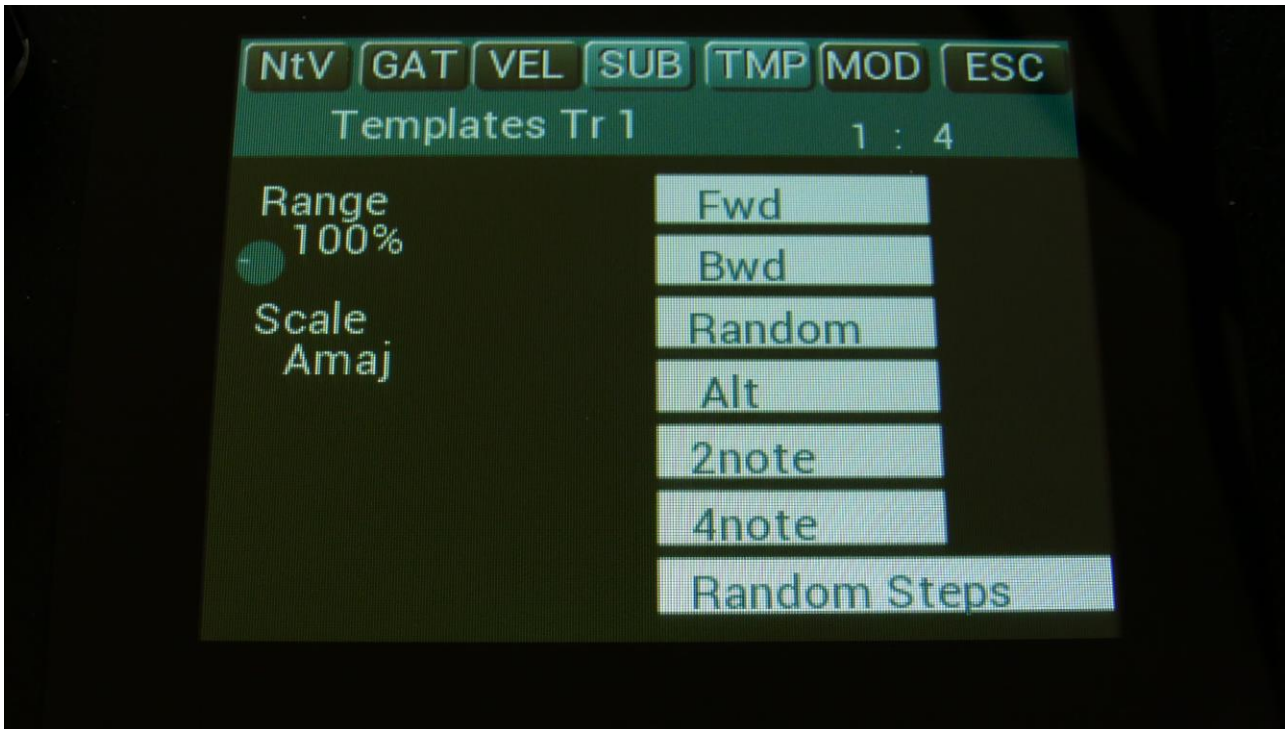 NtV GAT VEL SUB TMP MOD ESC
Templates Tr 1 1 : 4
Range
100%
Scale
Amaj
Fwd
Bwd
Random
Alt
2note
4note
Random Steps